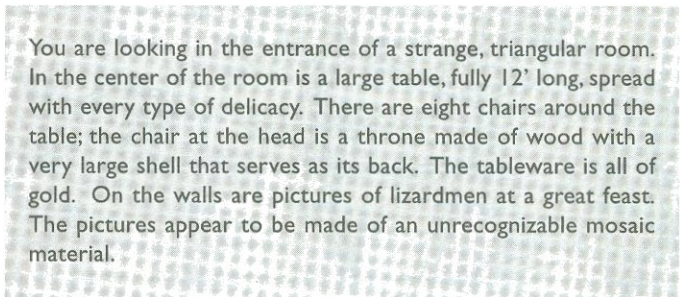 You are looking in the entrance of a strange, triangular room.
In the center of the room is a large table, fully 12' long, spread
with every type of delicacy. There are eight chairs around the
table; the chair at the head is a throne made of wood with a
very large shell that serves as its back. The tableware is all of
gold. On the walls are pictures of lizardmen at a great feast.
The pictures appear to be made of an unrecognizable mosaic
material.